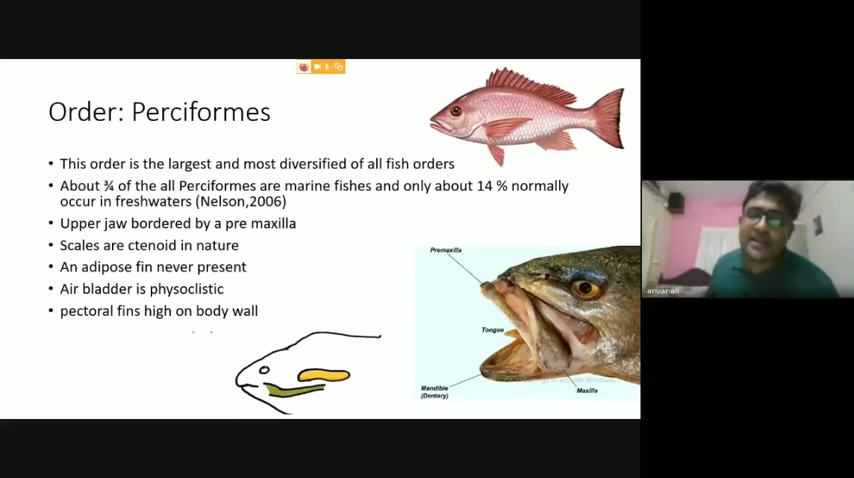 Order: Perciformes
• This order is the largest and most diversified of all fish orders
• About ¾ of the all Perciformes are marine fishes and only about 14 % normally
occur in freshwaters (Nelson,2006)
• Upper jaw bordered by a pre maxilla
• Scales are ctenoid in nature
• An adipose fin never present
• Air bladder is physoclistic
• pectoral fins high on body wall
Premaxilla
Tongue
Mandible
(Dentary)
Maxilla
anvar ali